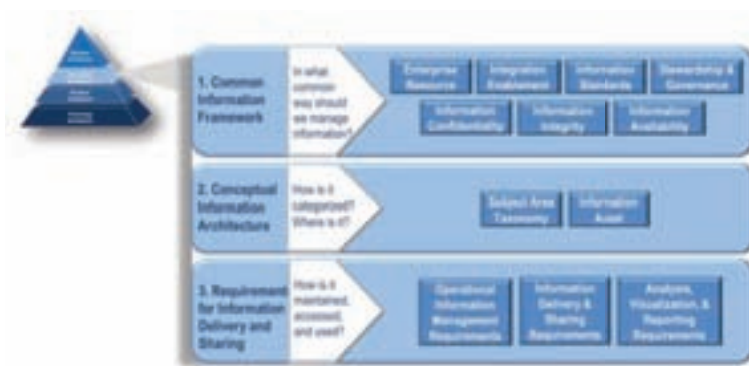 1. Common
Information
Framework
In what
common
way should
we manage
information?
Enterprise
Resource
Integration
Enablement
Information
Standards
Stewardship &
Governance
Information
Confidentiality
Information
Integrity
Information
Availability
2. Conceptual
Information
Architecture
How is it
categorized?
Where is it?
Subject Area
Taxonomy
Information
Asset
3. Requirement
for Information
Delivery and
Sharing
How is it
maintained,
accessed,
and used?
Operational
Information
Management
Requirements
Information
Delivery &
Sharing
Requirements
Analysis,
Visualization, &
Reporting
Requirements